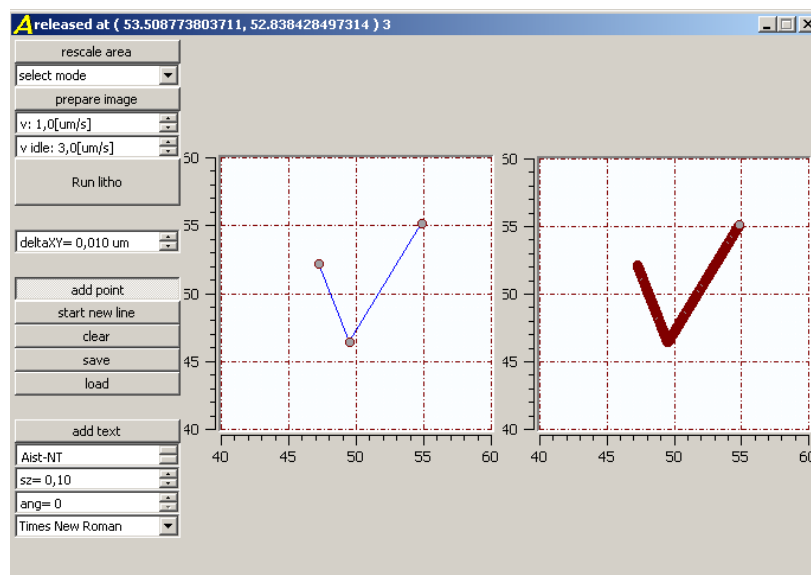 A released at ( 53.508773803711, 52.838428497314 ) 3
rescale area
select mode
prepare image
v: 1,0[um/s]
v idle: 3,0[um/s]
Run litho
deltaXY= 0,010 um
add point
start new line
clear
save
load
add text
Aist-NT
sz= 0,10
ang= 0
Times New Roman
50
55
50
45
40
40 45 50 55 60
50
55
50
45
40
40 45 50 55 60